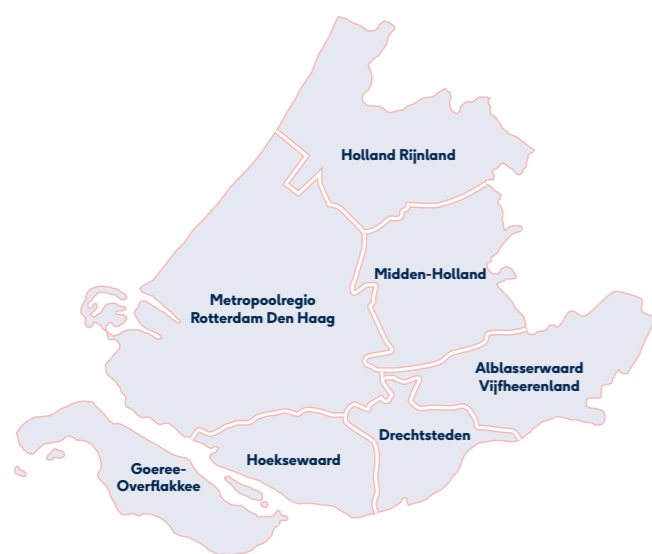 Holland Rijnland
Midden-Holland
Metropoolregio
Rotterdam Den Haag
Alblasserwaard
Vijfheerenland
Drechtsteden
Hoeksewaard
Goeree-
Overflakkee